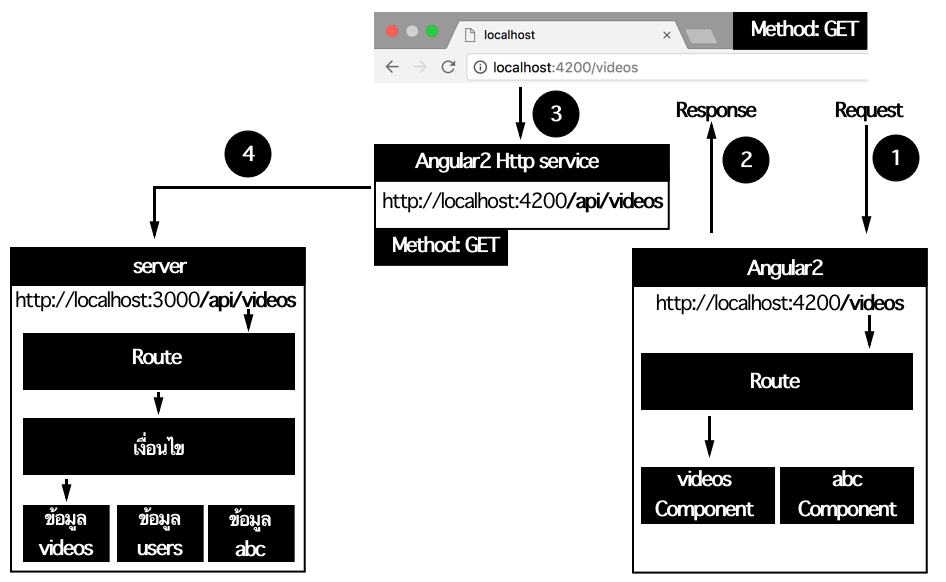 localhost
Method: GET
localhost:4200/videos
3
Response
Request
4
2
1
Angular2 Http service
http://localhost:4200/api/videos
Method: GET
server
http://localhost:3000/api/videos
Route
เงื่อนไข
ข้อมูล
videos
ข้อมูล
users
ข้อมูล
abc
Angular2
http://localhost:4200/videos
Route
videos
Component
abc
Component